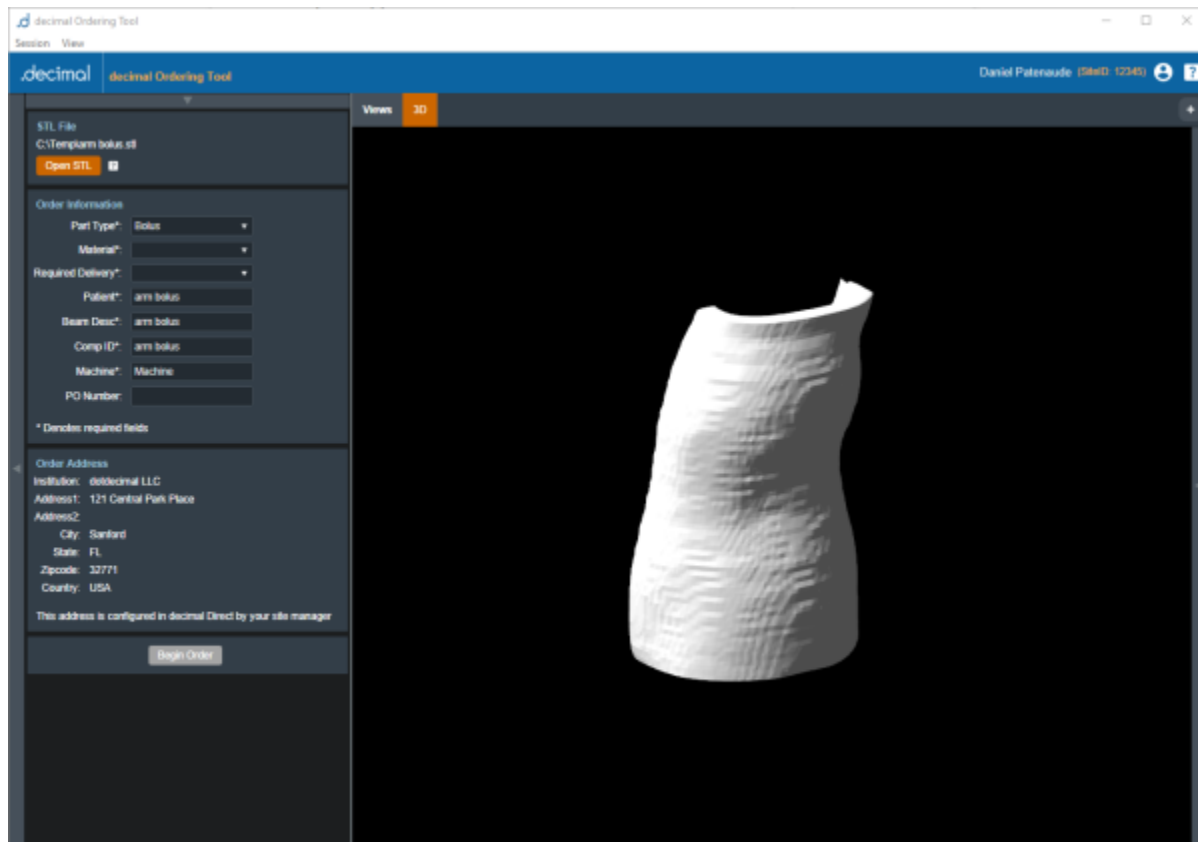 decimal Ordering Tool
Session View
.decimal decimal Ordering Tool Daniel Patenaude (SiteID: 12345) ?
Views 3D +
STL File
C:\Temp\arm bolus.stl
Open STL ?
Order Information
Part Type*: Bolus
Material*:
Required Delivery*:
Patient*: arm bolus
Beam Desc*: arm bolus
Comp ID*: arm bolus
Machine*: Machine
PO Number:
* Denotes required fields
Order Address
Institution: dotdecimal LLC
Address1: 121 Central Park Place
Address2:
City: Sanford
State: FL
Zipcode: 32771
Country: USA
This address is configured in decimal Direct by your site manager
Begin Order